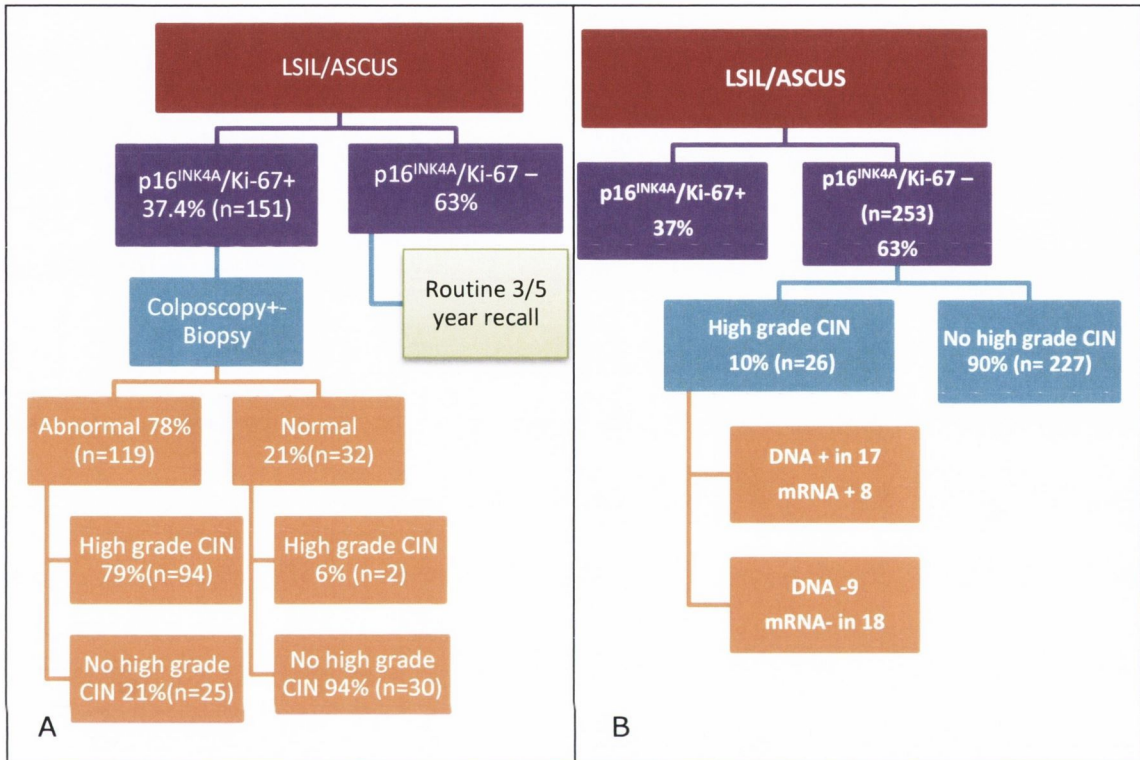 LSIL/ASCUS
p16INK4A/Ki-67+
37.4% (n=151)
p16INK4A/Ki-67 –
63%
Colposcopy+-
Biopsy
Routine 3/5
year recall
Abnormal 78%
(n=119)
Normal
21%(n=32)
High grade CIN
79%(n=94)
High grade CIN
6% (n=2)
No high grade
CIN 21%(n=25)
No high grade
CIN 94% (n=30)
A
LSIL/ASCUS
p16INK4A/Ki-67+
37%
p16INK4A/Ki-67 –
(n=253)
63%
High grade CIN
10% (n=26)
No high grade CIN
90% (n= 227)
DNA + in 17
mRNA + 8
DNA -9
mRNA- in 18
B